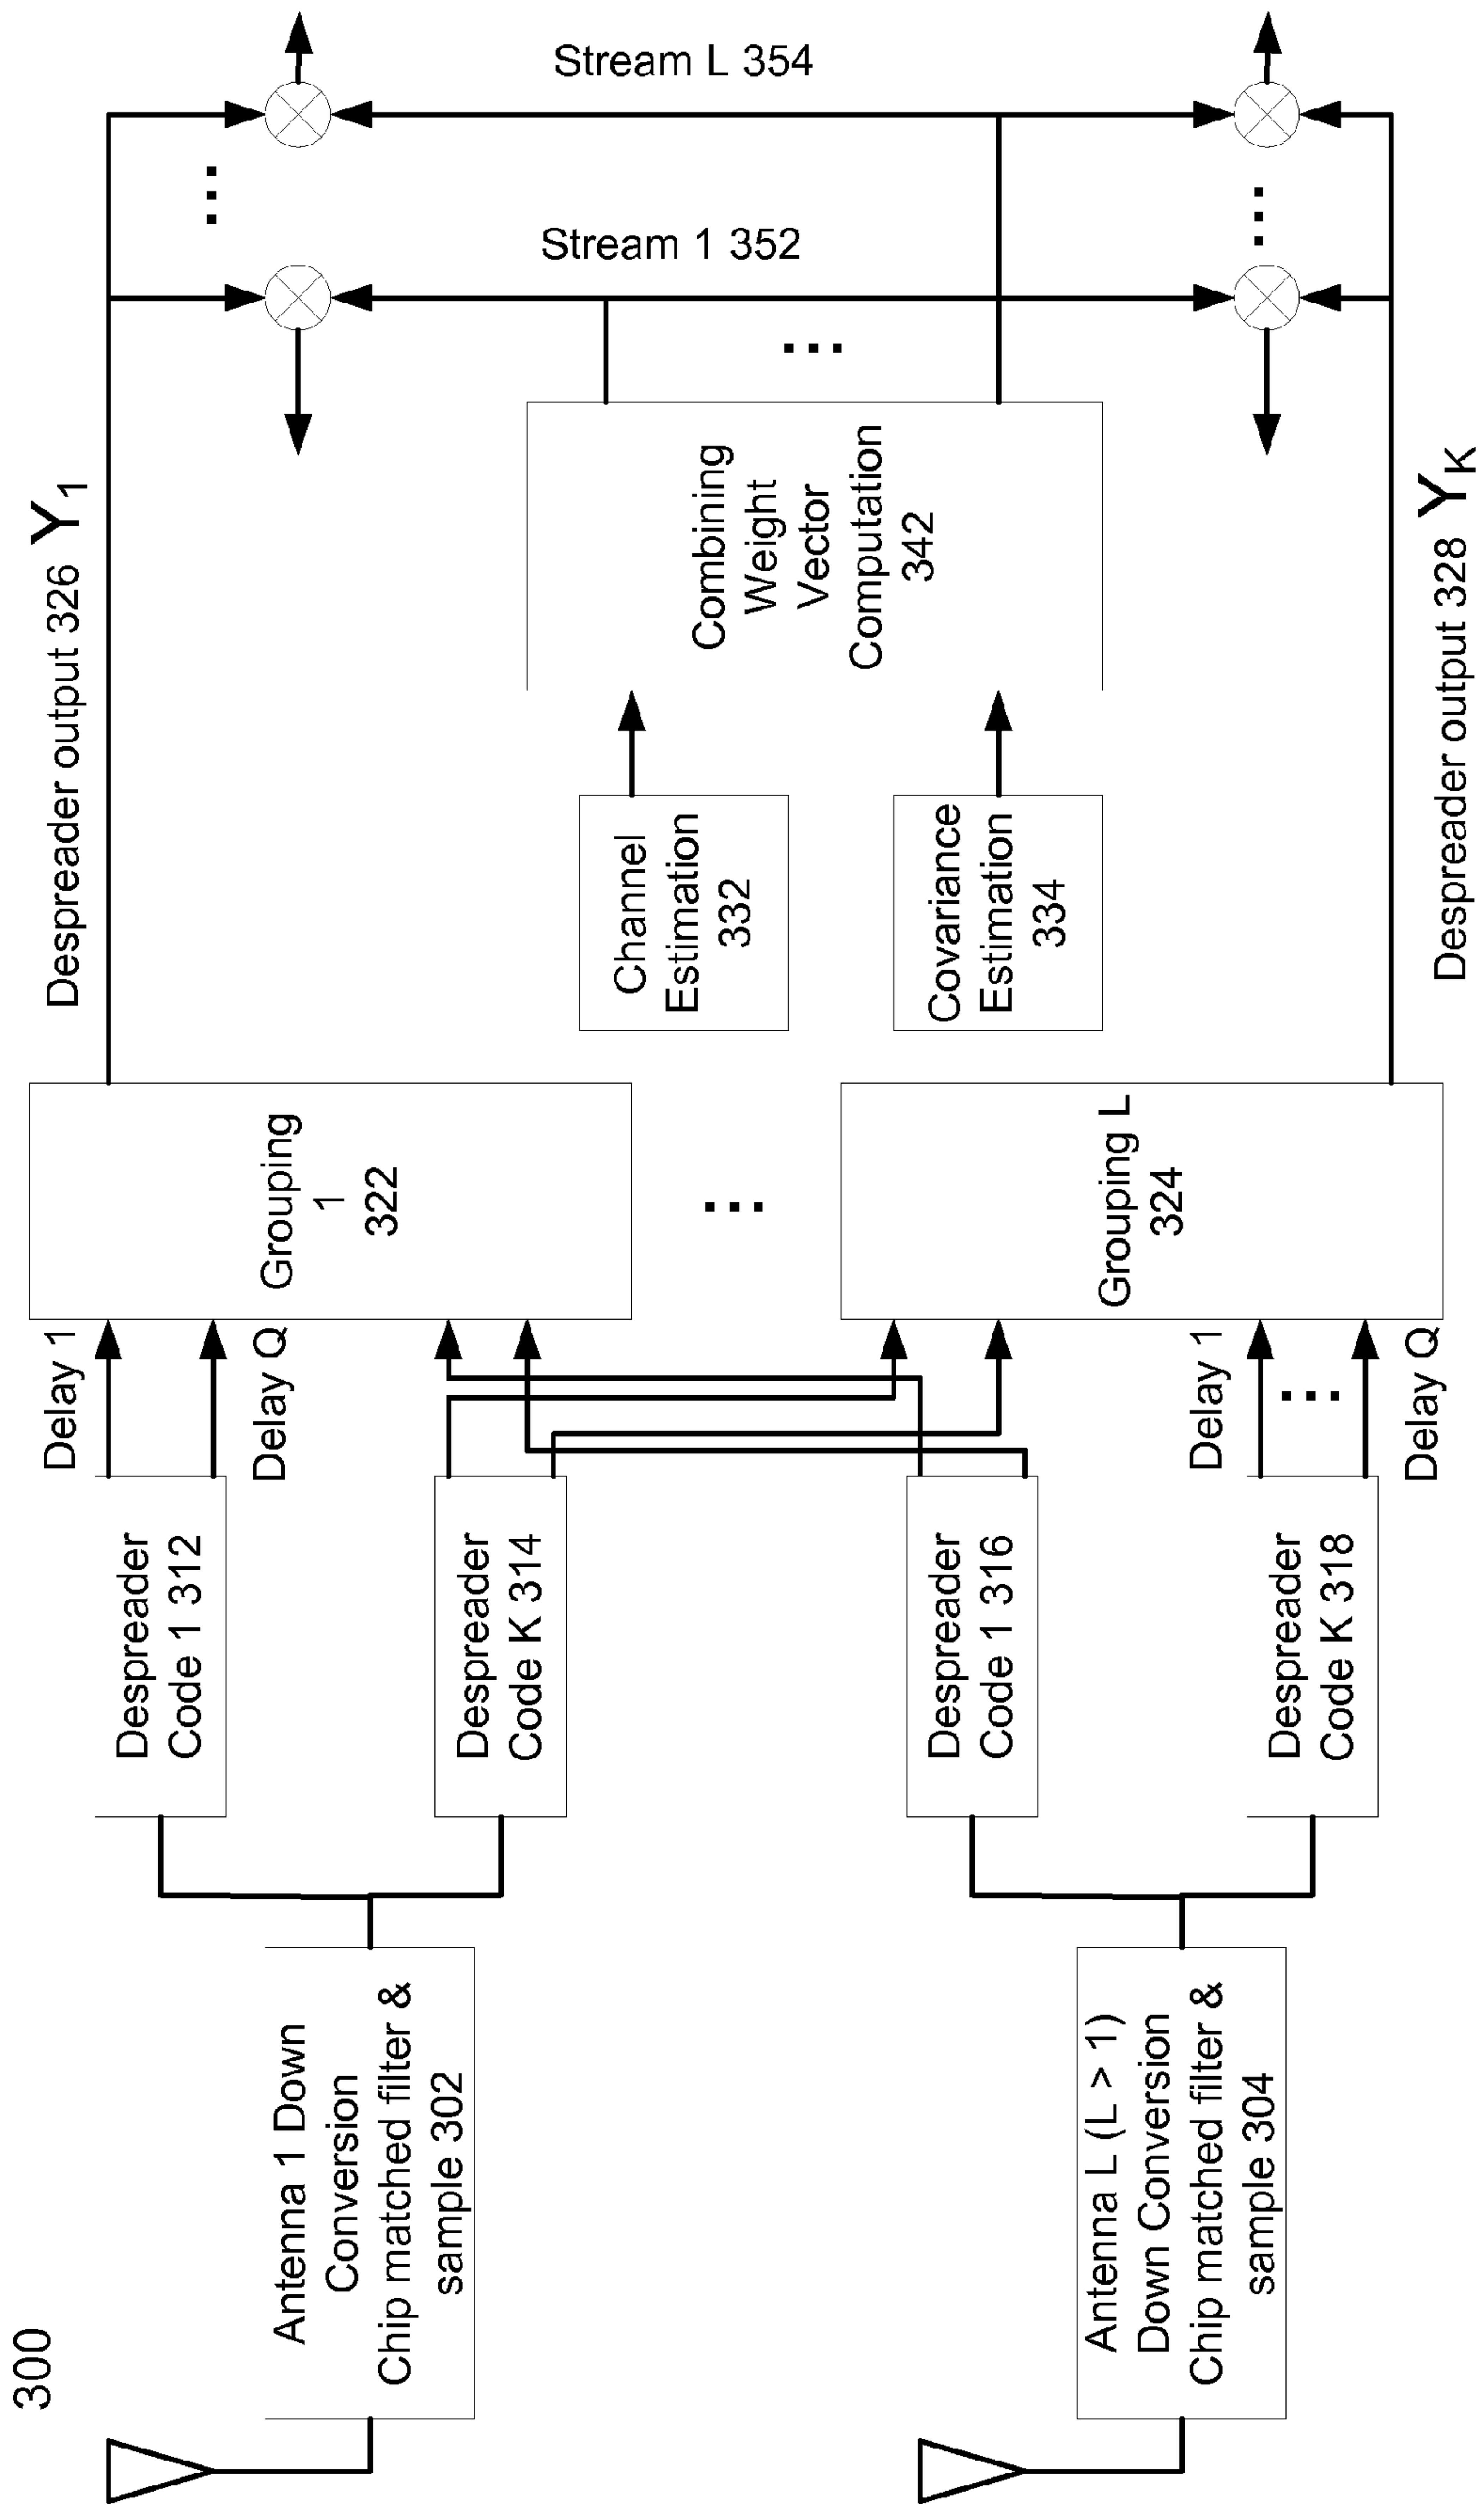 300
Antenna 1 Down
Conversion
Chip matched filter &
sample 302
Antenna L (L > 1)
Down Conversion
Chip matched filter &
sample 304
Despreader
Code 1 312
Despreader
Code K 314
Despreader
Code 1 316
Despreader
Code K 318
Delay 1
Delay Q
Delay 1
...
Delay Q
Grouping
1
322
...
Grouping L
324
Despreader output 326 Y1
Channel
Estimation
332
Covariance
Estimation
334
Combining
Weight
Vector
Computation
342
Despreader output 328 YK
...
Stream 1 352
Stream L 354
...
...